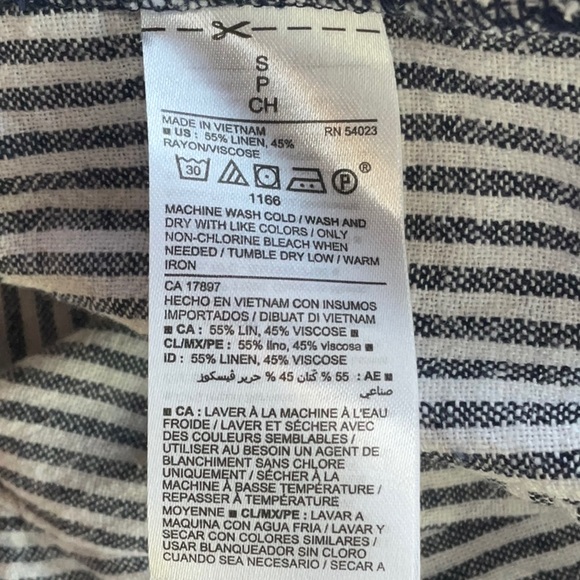 S
P
CH
MADE IN VIETNAM RN 54023
■ US : 55% LINEN, 45%
RAYON/VISCOSE
30 P ®
1166
MACHINE WASH COLD / WASH AND
DRY WITH LIKE COLORS / ONLY
NON-CHLORINE BLEACH WHEN
NEEDED / TUMBLE DRY LOW / WARM
IRON
CA 17897
HECHO EN VIETNAM CON INSUMOS
IMPORTADOS / DIBUAT DI VIETNAM
■ CA : 55% LIN, 45% VISCOSE ■
CL/MX/PE : 55% lino, 45% viscosa ■
ID : 55% LINEN, 45% VISCOSE
■ AE : 55 % كتان 45 % حرير ڤيسكوز
صناعي
■ CA : LAVER À LA MACHINE À L'EAU
FROIDE / LAVER ET SÉCHER AVEC
DES COULEURS SEMBLABLES /
UTILISER AU BESOIN UN AGENT DE
BLANCHIMENT SANS CHLORE
UNIQUEMENT / SÉCHER À LA
MACHINE À BASSE TEMPÉRATURE /
REPASSER À TEMPÉRATURE
MOYENNE ■ CL/MX/PE : LAVAR A
MAQUINA CON AGUA FRIA / LAVAR Y
SECAR CON COLORES SIMILARES /
USAR BLANQUEADOR SIN CLORO
CUANDO SEA NECESARIO / SECAR A